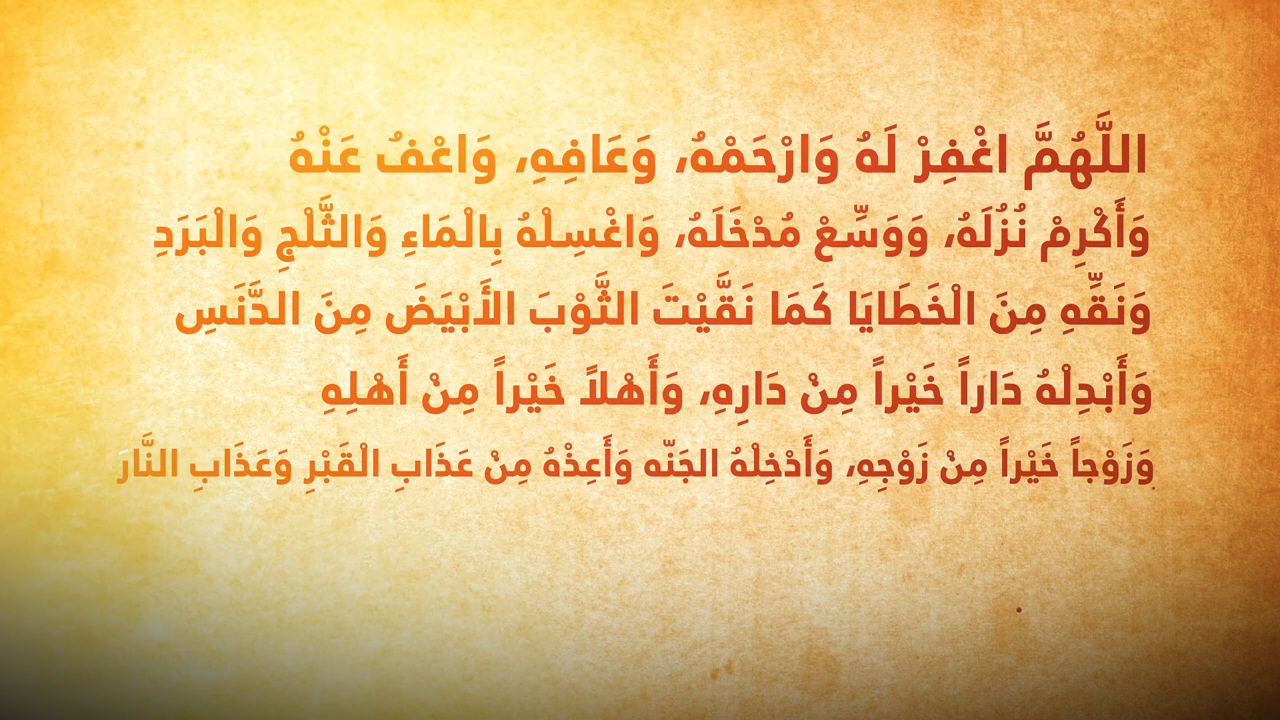 اللَّهُمَّ اغْفِرْ لَهُ وَارْحَمْهُ، وَعَافِهِ، وَاعْفُ عَنْهُ
وَأَكْرِمْ نُزُلَهُ، وَوَسِّعْ مُدْخَلَهُ، وَاغْسِلْهُ بِالْمَاءِ وَالثَّلْجِ وَالْبَرَدِ
وَنَقِّهِ مِنَ الْخَطَايَا كَمَا نَقَّيْتَ الثَّوْبَ الأَبْيَضَ مِنَ الدَّنَسِ
وَأَبْدِلْهُ دَاراً خَيْراً مِنْ دَارِهِ، وَأَهْلاً خَيْراً مِنْ أَهْلِهِ
وَزَوْجاً خَيْراً مِنْ زَوْجِهِ، وَأَدْخِلْهُ الجَنّه وَأَعِذْهُ مِنْ عَذَابِ الْقَبْرِ وَعَذَابِ النَّار